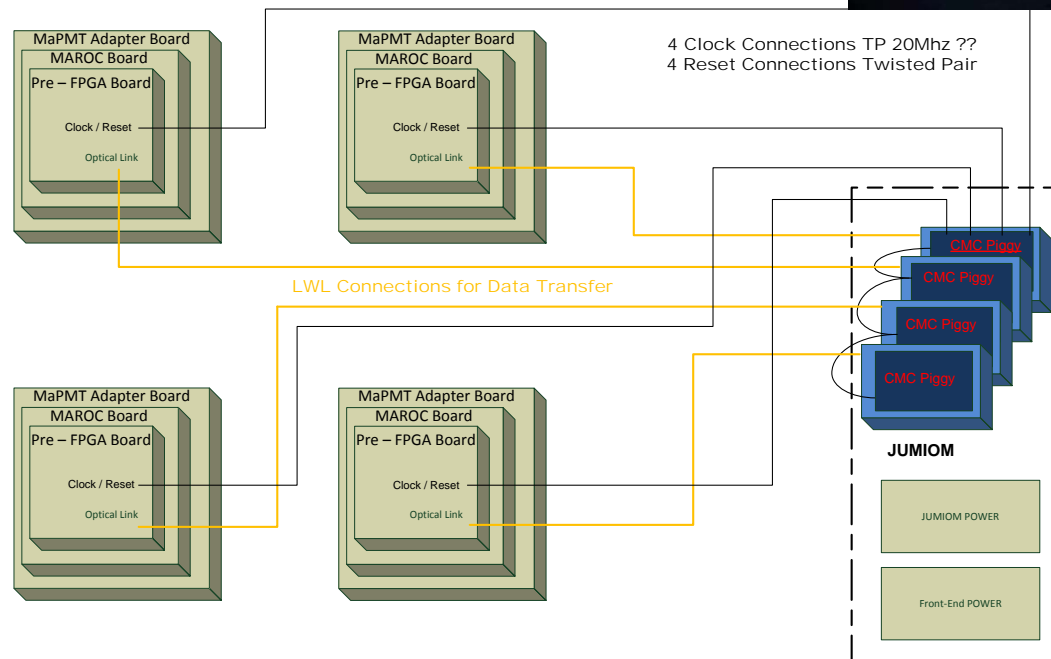 MaPMT Adapter Board
MAROC Board
Pre – FPGA Board
Clock / Reset
Optical Link
MaPMT Adapter Board
MAROC Board
Pre – FPGA Board
Clock / Reset
Optical Link
4 Clock Connections TP 20Mhz ??
4 Reset Connections Twisted Pair
CMC Piggy
CMC Piggy
CMC Piggy
CMC Piggy
LWL Connections for Data Transfer
MaPMT Adapter Board
MAROC Board
Pre – FPGA Board
Clock / Reset
Optical Link
MaPMT Adapter Board
MAROC Board
Pre – FPGA Board
Clock / Reset
Optical Link
JUMIOM
JUMIOM POWER
Front-End POWER